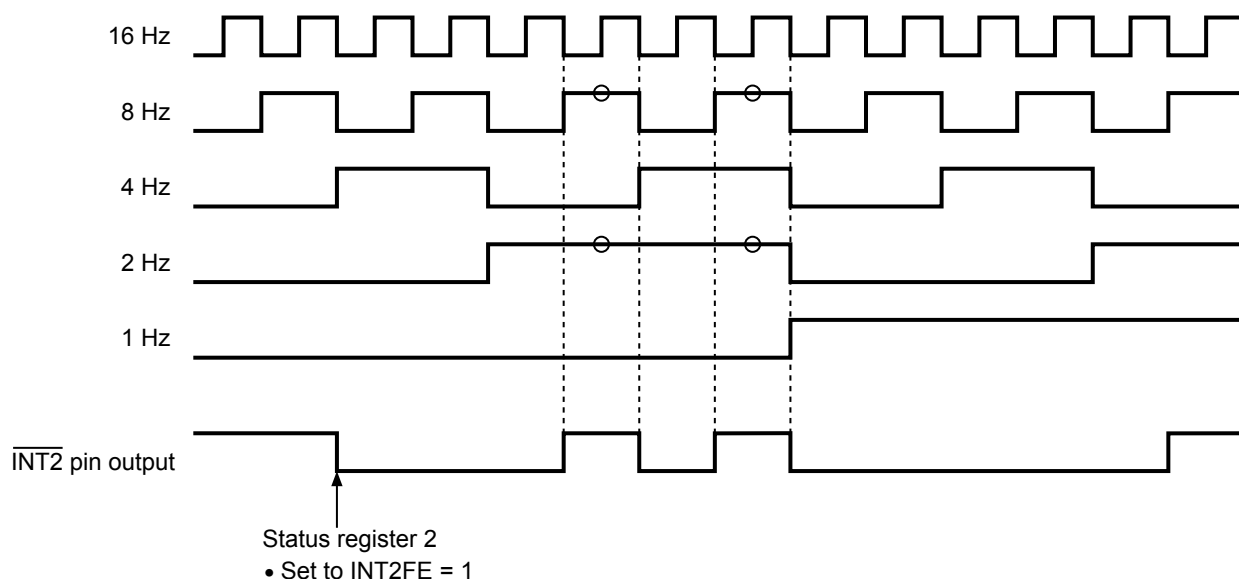 16 Hz
8 Hz
4 Hz
2 Hz
1 Hz
I̅N̅T̅2̅ pin output
Status register 2
• Set to INT2FE = 1